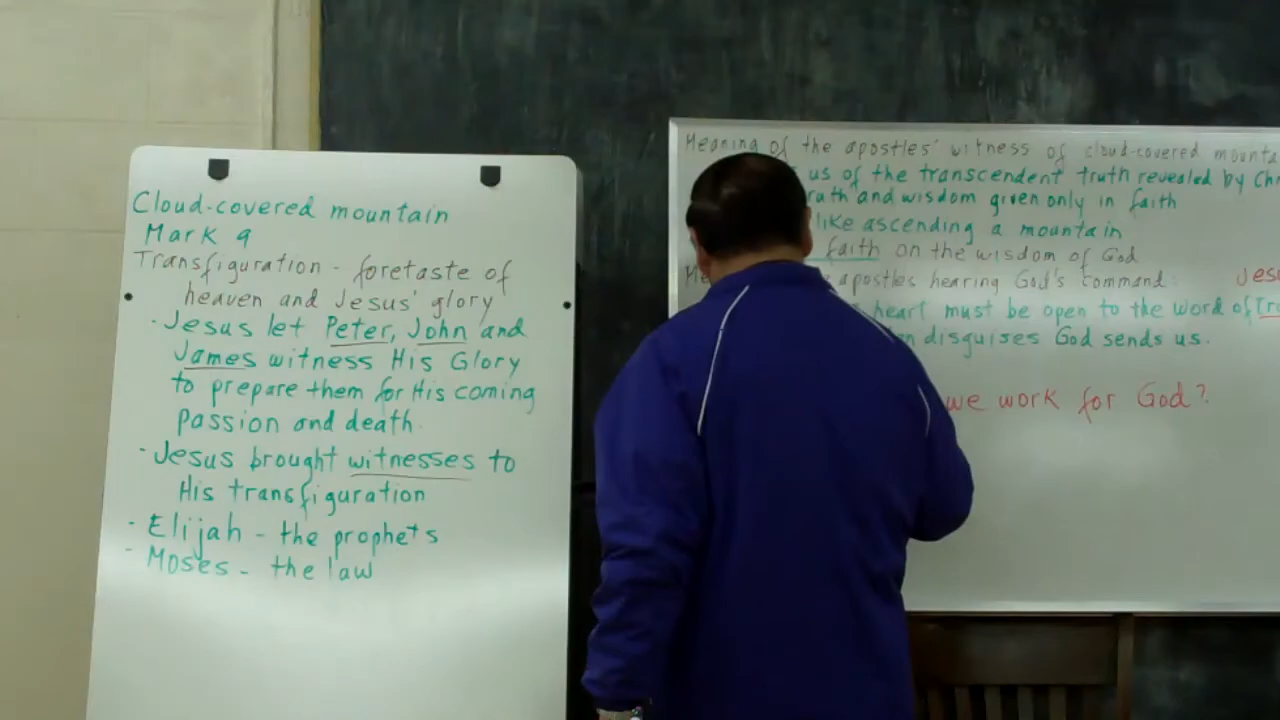 Cloud-covered mountain
Mark 9
Transfiguration - foretaste of
heaven and Jesus' glory
· Jesus let Peter, John and
James witness His Glory
to prepare them for His coming
passion and death.
· Jesus brought witnesses to
His transfiguration
· Elijah - the prophets
· Moses - the law
Meaning of the apostles' witness of cloud-covered
us of the transcendent truth revealed by
and wisdom given only in faith
like ascending a mountain
faith on the wisdom of God
apostles hearing God's command:
heart must be open to the word of
disguises God sends us.
we work for God?